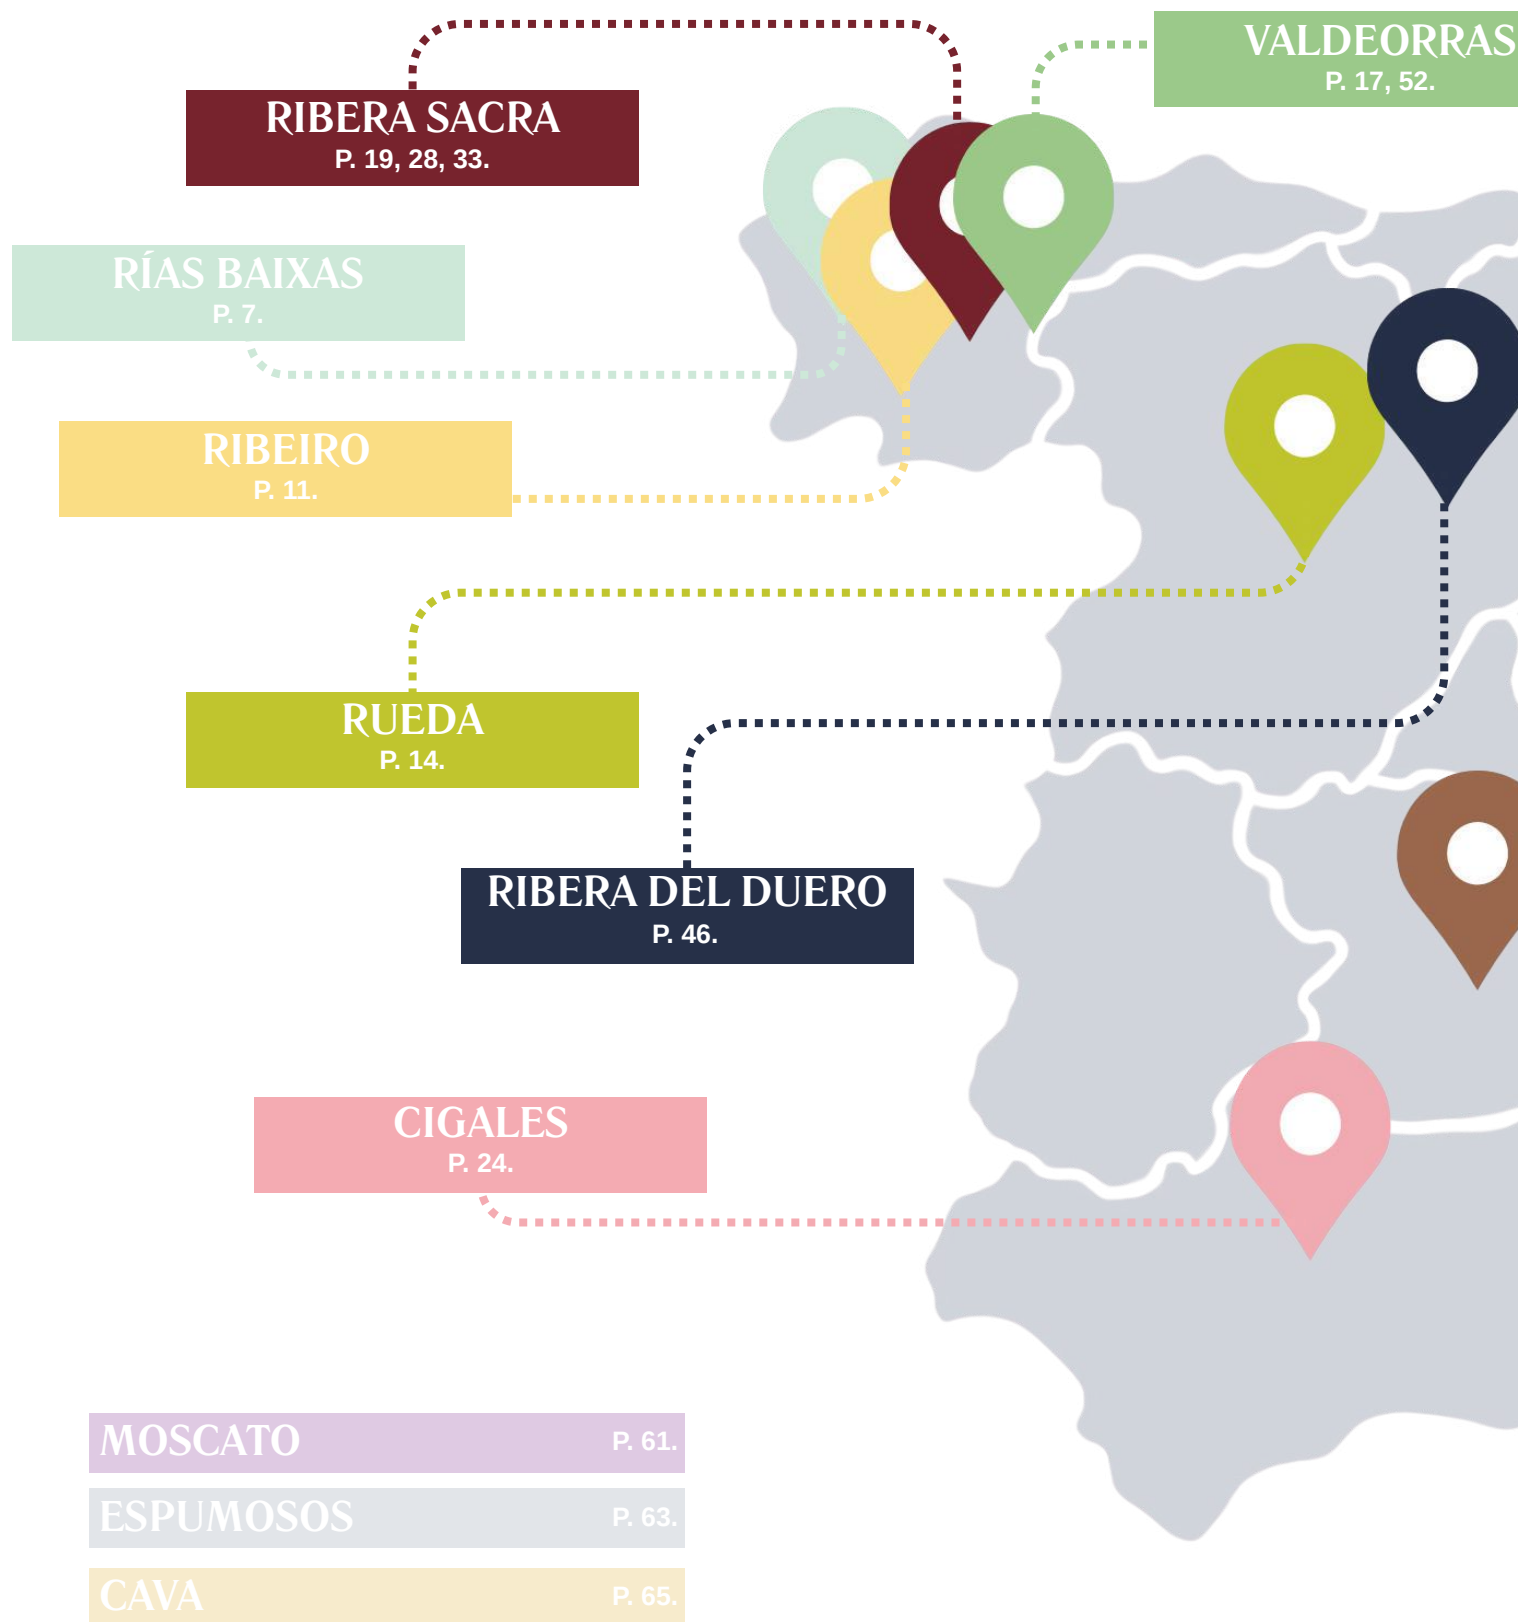 VALDEORRAS
P. 17, 52.
RIBERA SACRA
P. 19, 28, 33.
RÍAS BAIXAS
P. 7.
RIBEIRO
P. 11.
RUEDA
P. 14.
RIBERA DEL DUERO
P. 46.
CIGALES
P. 24.
MOSCATO P. 61.
ESPUMOSOS P. 63.
CAVA P. 65.